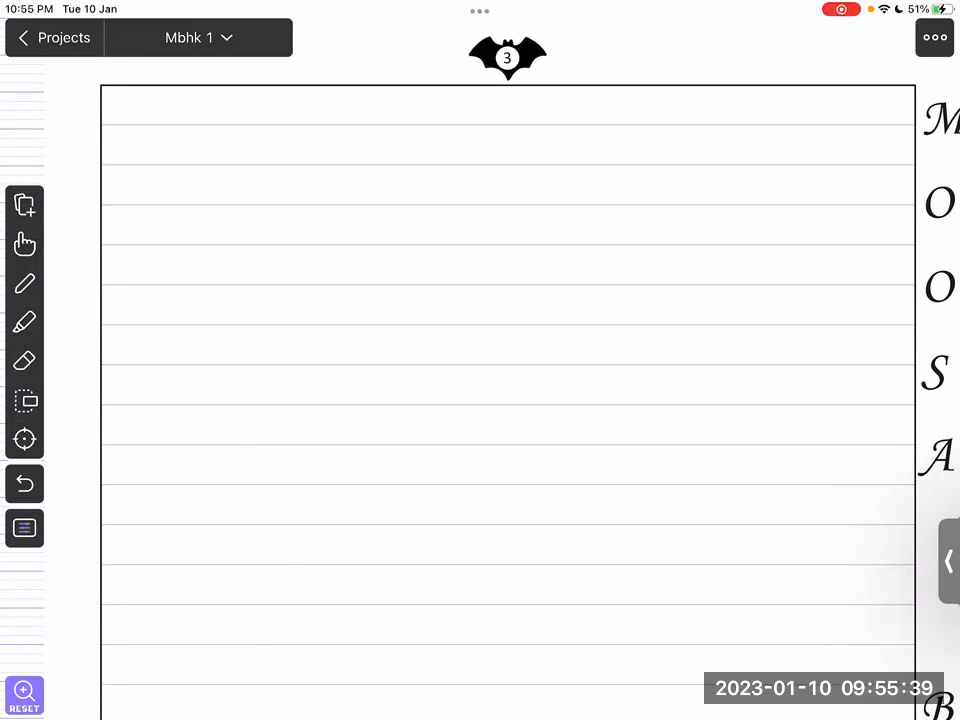 10:55 PM Tue 10 Jan
51%
Projects
Mbhk 1
3
M
O
O
S
A
B
RESET
2023-01-10 09:55:39